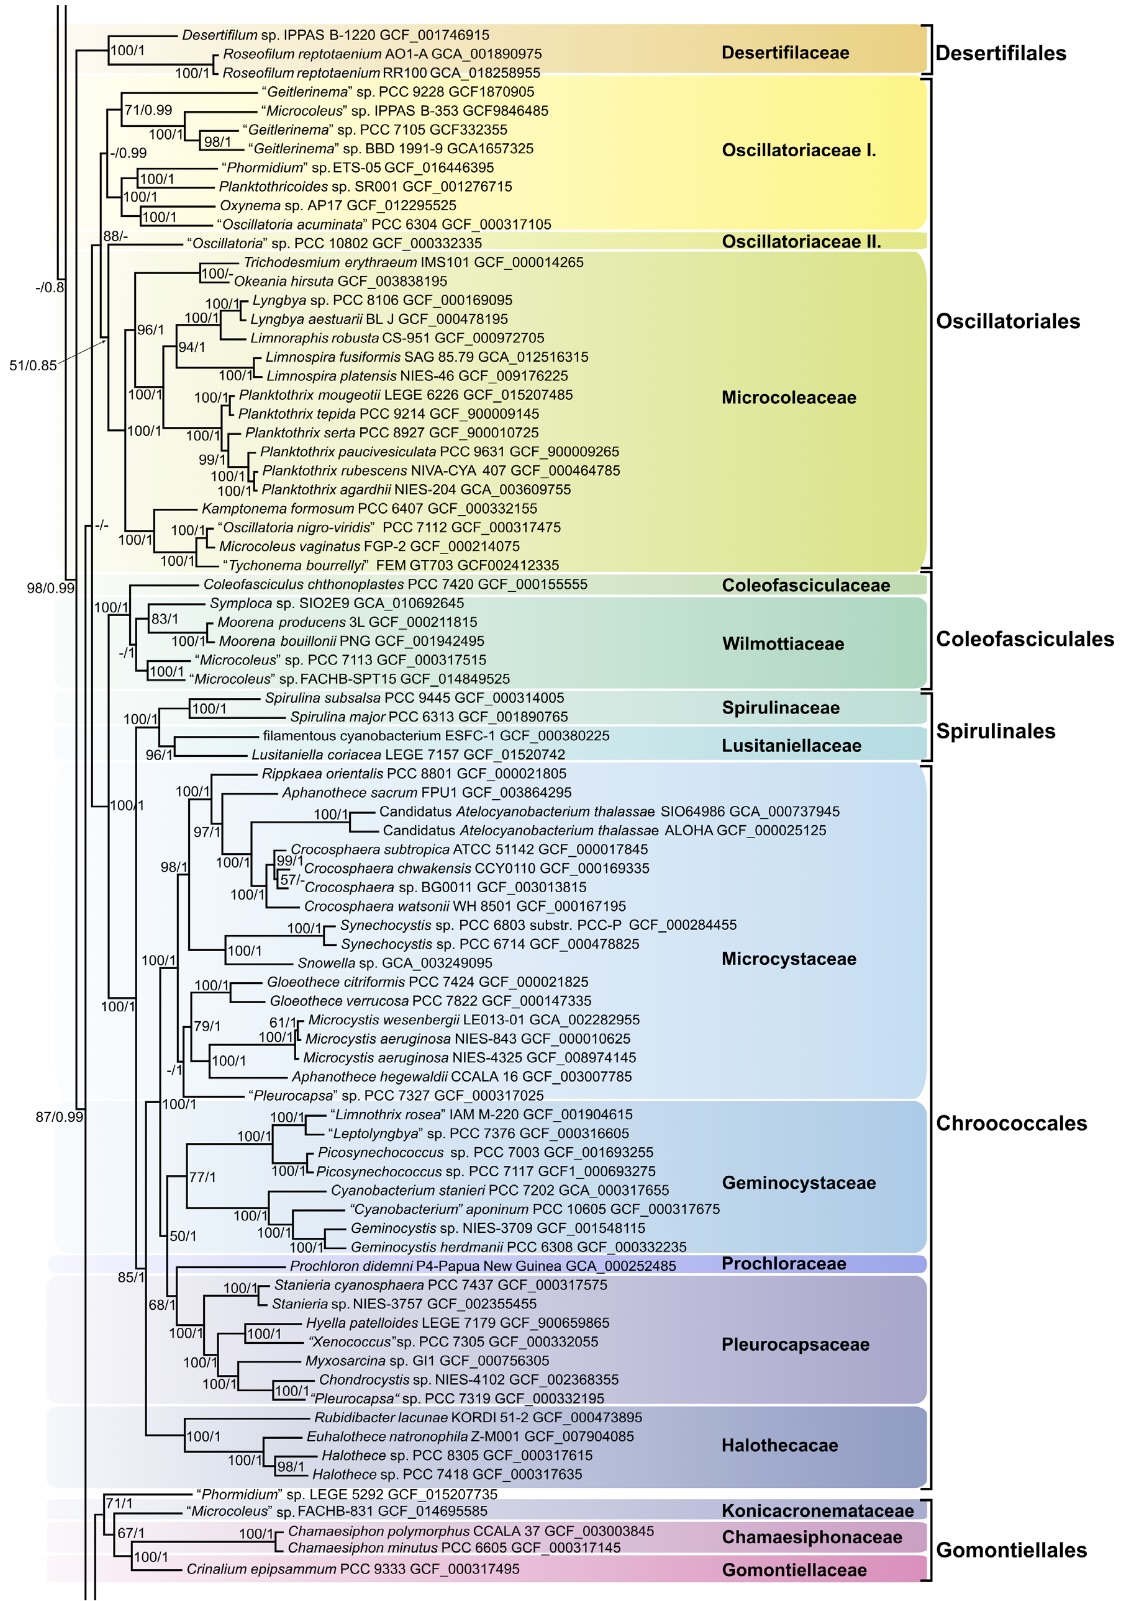 Desertifilum sp. IPPAS B-1220 GCF_001746915
100/1
Roseofilum reptotaenium AO1-A GCA_001890975
Desertifilaceae
Desertifilales
100/1
Roseofilum reptotaenium RR100 GCA_018258955
"Geitlerinema" sp. PCC 9228 GCF1870905
71/0.99
"Microcoleus" sp. IPPAS B-353 GCF9846485
100/1
"Geitlerinema" sp. PCC 7105 GCF332355
98/1
"Geitlerinema" sp. BBD 1991-9 GCA1657325
Oscillatoriaceae I.
-/0.99
"Phormidium" sp. ETS-05 GCF_016446395
100/1
Planktothricoides sp. SR001 GCF_001276715
100/1
Oxynema sp. AP17 GCF_012295525
100/1
"Oscillatoria acuminata" PCC 6304 GCF_000317105
88/-
"Oscillatoria" sp. PCC 10802 GCF_000332335
Oscillatoriaceae II.
Trichodesmium erythraeum IMS101 GCF_000014265
100/-
Okeania hirsuta GCF_003838195
-/0.8
Lyngbya sp. PCC 8106 GCF_000169095
100/1
100/1
Lyngbya aestuarii BL J GCF_000478195
Oscillatoriales
96/1
Limnoraphis robusta CS-951 GCF_000972705
94/1
Limnospira fusiformis SAG 85.79 GCA_012516315
51/0.85
100/1
Limnospira platensis NIES-46 GCF_009176225
100/1
100/1
Planktothrix mougeotii LEGE 6226 GCF_015207485
Microcoleaceae
Planktothrix tepida PCC 9214 GCF_900009145
100/1
100/1
Planktothrix serta PCC 8927 GCF_900010725
Planktothrix paucivesiculata PCC 9631 GCF_900009265
99/1
Planktothrix rubescens NIVA-CYA 407 GCF_000464785
100/1
100/1
Planktothrix agardhii NIES-204 GCA_003609755
Kamptonema formosum PCC 6407 GCF_000332155
-/-
100/1
"Oscillatoria nigro-viridis" PCC 7112 GCF_000317475
100/1
Microcoleus vaginatus FGP-2 GCF_000214075
100/1
"Tychonema bourrellyi" FEM GT703 GCF002412335
98/0.99
Coleofasciculus chthonoplastes PCC 7420 GCF_000155555
Coleofasciculaceae
100/1
Symploca sp. SIO2E9 GCA_010692645
83/1
Moorena producens 3L GCF_000211815
100/1
Moorena bouillonii PNG GCF_001942495
Wilmottiaceae
Coleofasciculales
-/1
"Microcoleus" sp. PCC 7113 GCF_000317515
100/1
"Microcoleus" sp. FACHB-SPT15 GCF_014849525
Spirulina subsalsa PCC 9445 GCF_000314005
100/1
Spirulinaceae
100/1
Spirulina major PCC 6313 GCF_001890765
Spirulinales
filamentous cyanobacterium ESFC-1 GCF_000380225
96/1
Lusitaniella coriacea LEGE 7157 GCF_01520742
Lusitaniellaceae
Rippkaea orientalis PCC 8801 GCF_000021805
100/1
Aphanothece sacrum FPU1 GCF_003864295
100/1
100/1
Candidatus Atelocyanobacterium thalassae SIO64986 GCA_000737945
97/1
Candidatus Atelocyanobacterium thalassae ALOHA GCF_000025125
Crocosphaera subtropica ATCC 51142 GCF_000017845
100/1
99/1
98/1
Crocosphaera chwakensis CCY0110 GCF_000169335
57/-
Crocosphaera sp. BG0011 GCF_003013815
100/1
Crocosphaera watsonii WH 8501 GCF_000167195
100/1
Synechocystis sp. PCC 6803 substr. PCC-P GCF_000284455
Synechocystis sp. PCC 6714 GCF_000478825
100/1
100/1
Snowella sp. GCA_003249095
Microcystaceae
100/1
Gloeothece citriformis PCC 7424 GCF_000021825
100/1
Gloeothece verrucosa PCC 7822 GCF_000147335
79/1
61/1
Microcystis wesenbergii LE013-01 GCA_002282955
100/1
Microcystis aeruginosa NIES-843 GCF_000010625
100/1
Microcystis aeruginosa NIES-4325 GCF_008974145
-/1
Aphanothece hegewaldii CCALA 16 GCF_003007785
"Pleurocapsa" sp. PCC 7327 GCF_000317025
100/1
87/0.99
100/1
"Limnothrix rosea" IAM M-220 GCF_001904615
Chroococcales
100/1
"Leptolyngbya" sp. PCC 7376 GCF_000316605
Picosynechococcus sp. PCC 7003 GCF_001693255
100/1
Picosynechococcus sp. PCC 7117 GCF1_000693275
77/1
Cyanobacterium stanieri PCC 7202 GCA_000317655
Geminocystaceae
100/1
"Cyanobacterium" aponinum PCC 10605 GCF_000317675
100/1
Geminocystis sp. NIES-3709 GCF_001548115
50/1
100/1
Geminocystis herdmanii PCC 6308 GCF_000332235
Prochloron didemni P4-Papua New Guinea GCA_000252485
Prochloraceae
85/1
100/1
Stanieria cyanosphaera PCC 7437 GCF_000317575
68/1
Stanieria sp. NIES-3757 GCF_002355455
100/1
Hyella patelloides LEGE 7179 GCF_900659865
100/1
"Xenococcus"sp. PCC 7305 GCF_000332055
Pleurocapsaceae
100/1
Myxosarcina sp. GI1 GCF_000756305
100/1
Chondrocystis sp. NIES-4102 GCF_002368355
100/1
"Pleurocapsa" sp. PCC 7319 GCF_000332195
Rubidibacter lacunae KORDI 51-2 GCF_000473895
100/1
Euhalothece natronophila Z-M001 GCF_007904085
Halothecacae
100/1
Halothece sp. PCC 8305 GCF_000317615
98/1
Halothece sp. PCC 7418 GCF_000317635
"Phormidium" sp. LEGE 5292 GCF_015207735
71/1
"Microcoleus" sp. FACHB-831 GCF_014695585
Konicacronemataceae
67/1
100/1
Chamaesiphon polymorphus CCALA 37 GCF_003003845
Chamaesiphonaceae
Chamaesiphon minutus PCC 6605 GCF_000317145
Gomontiellales
100/1
Crinalium epipsammum PCC 9333 GCF_000317495
Gomontiellaceae